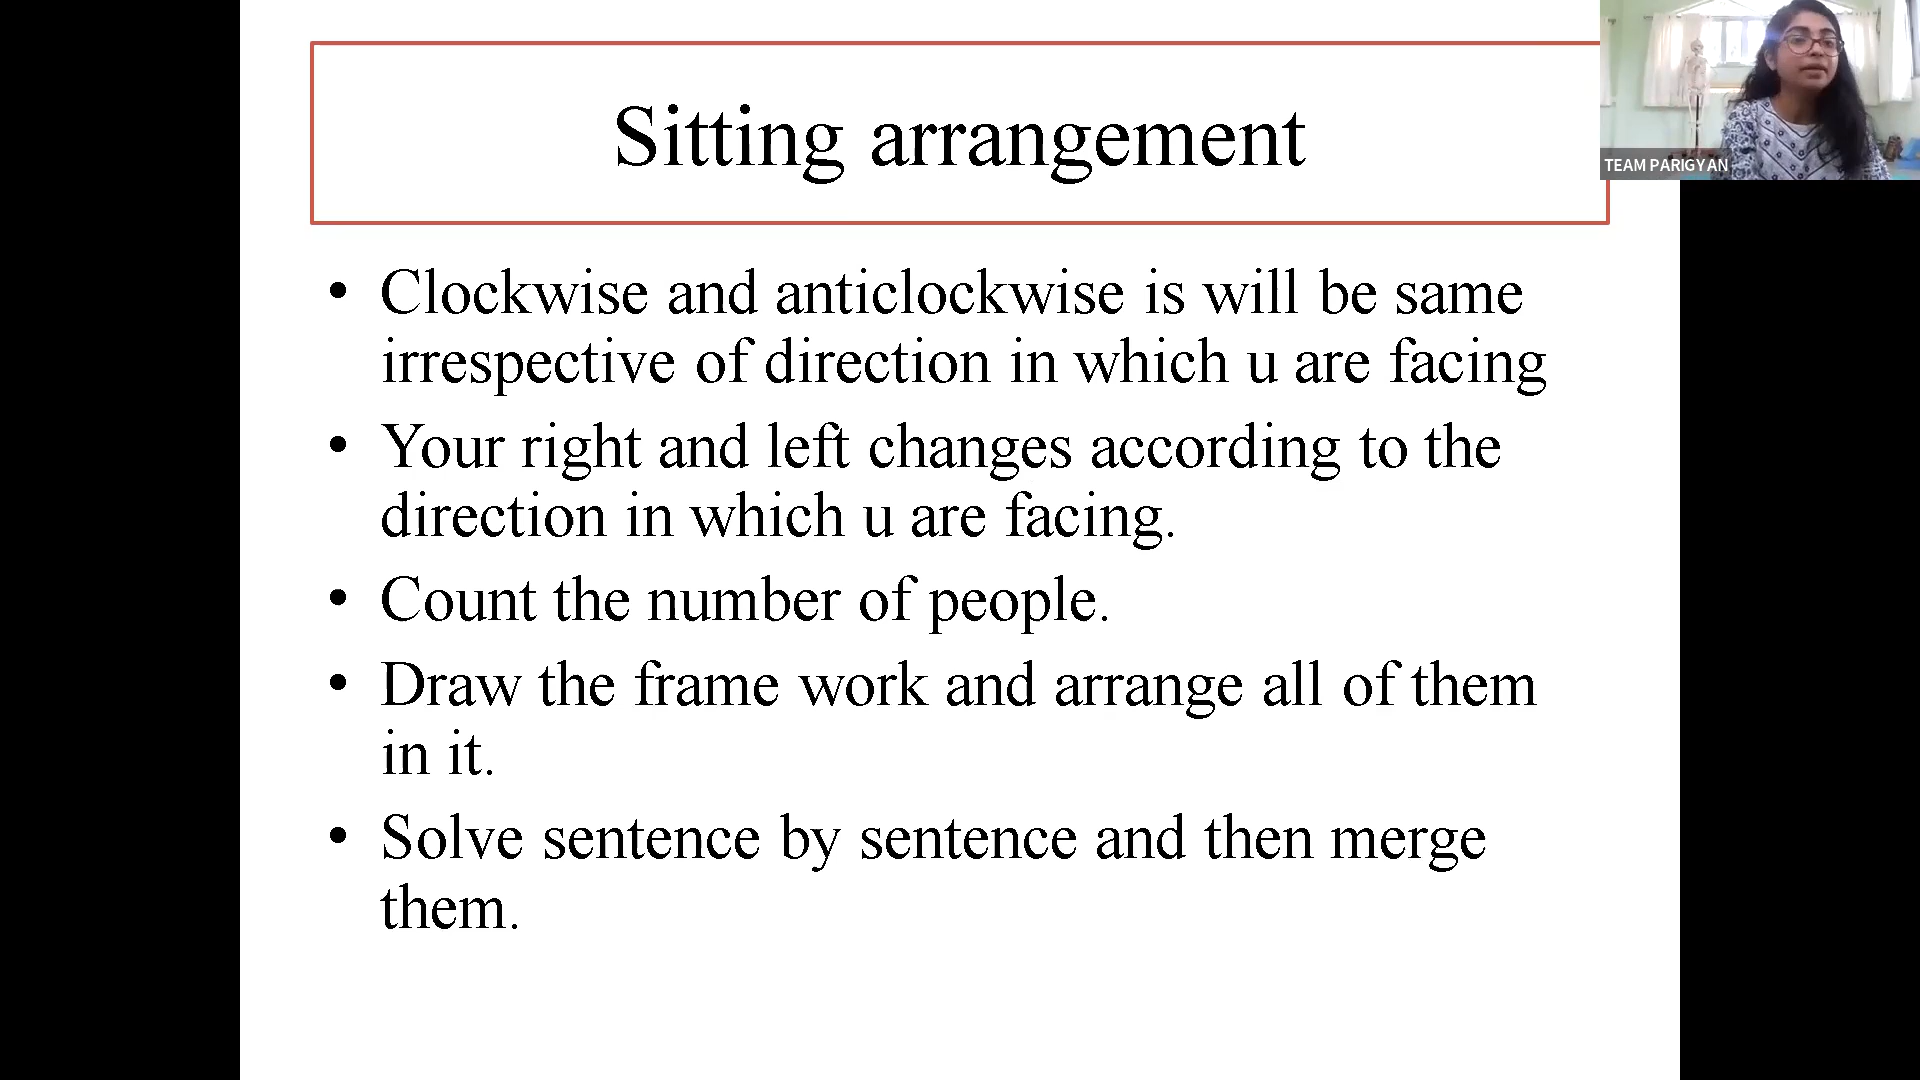 Sitting arrangement
TEAM PARIGYAN
• Clockwise and anticlockwise is will be same
irrespective of direction in which u are facing
• Your right and left changes according to the
direction in which u are facing.
• Count the number of people.
• Draw the frame work and arrange all of them
in it.
• Solve sentence by sentence and then merge
them.